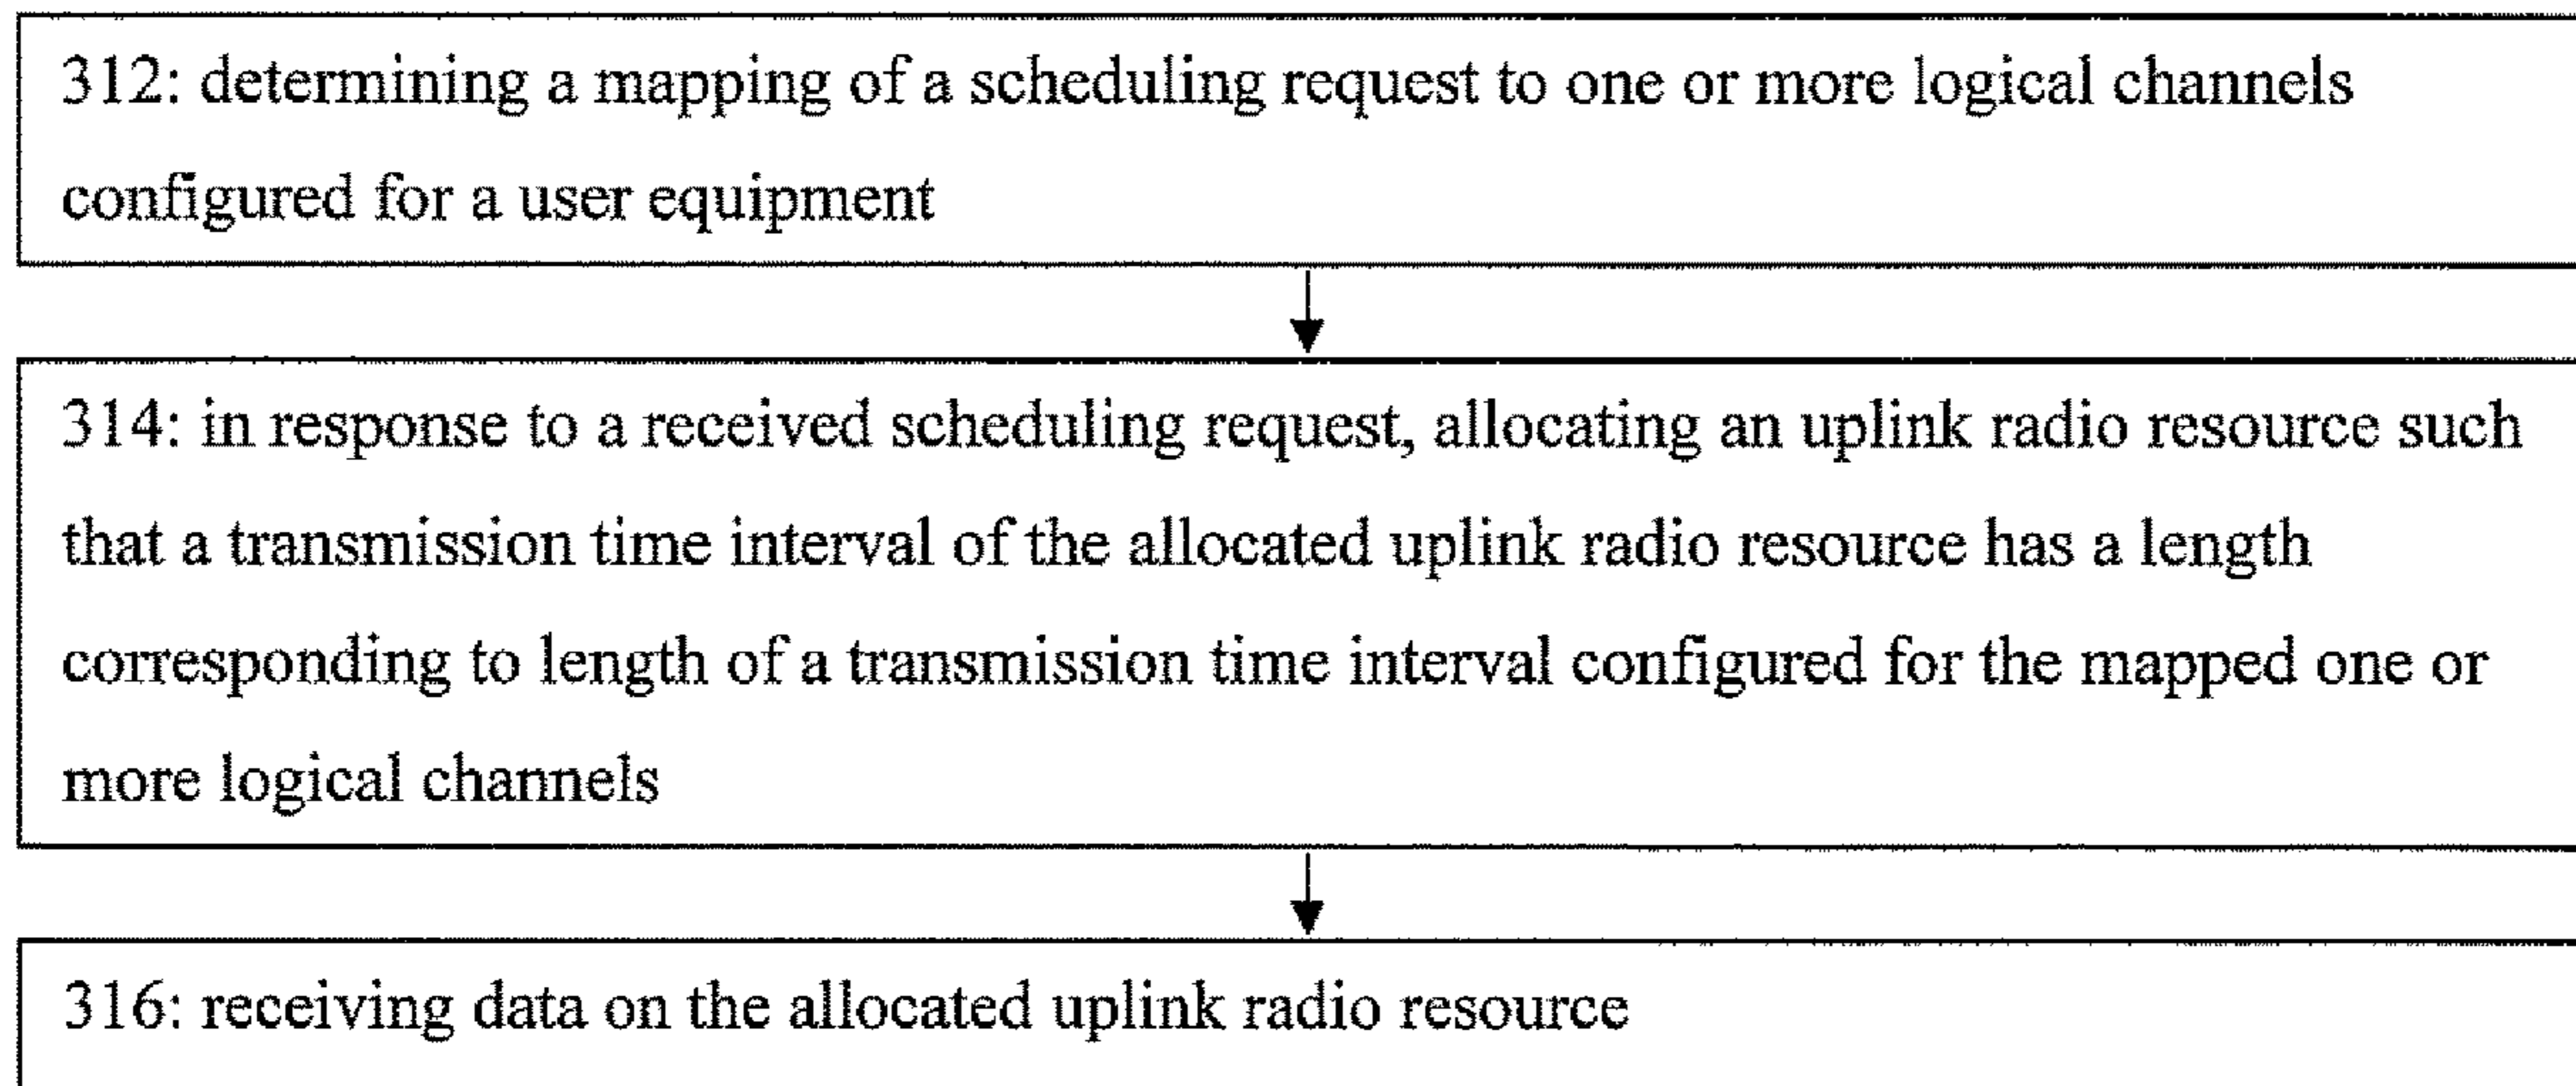 312: determining a mapping of a scheduling request to one or more logical channels
configured for a user equipment
314: in response to a received scheduling request, allocating an uplink radio resource such
that a transmission time interval of the allocated uplink radio resource has a length
corresponding to length of a transmission time interval configured for the mapped one or
more logical channels
316: receiving data on the allocated uplink radio resource